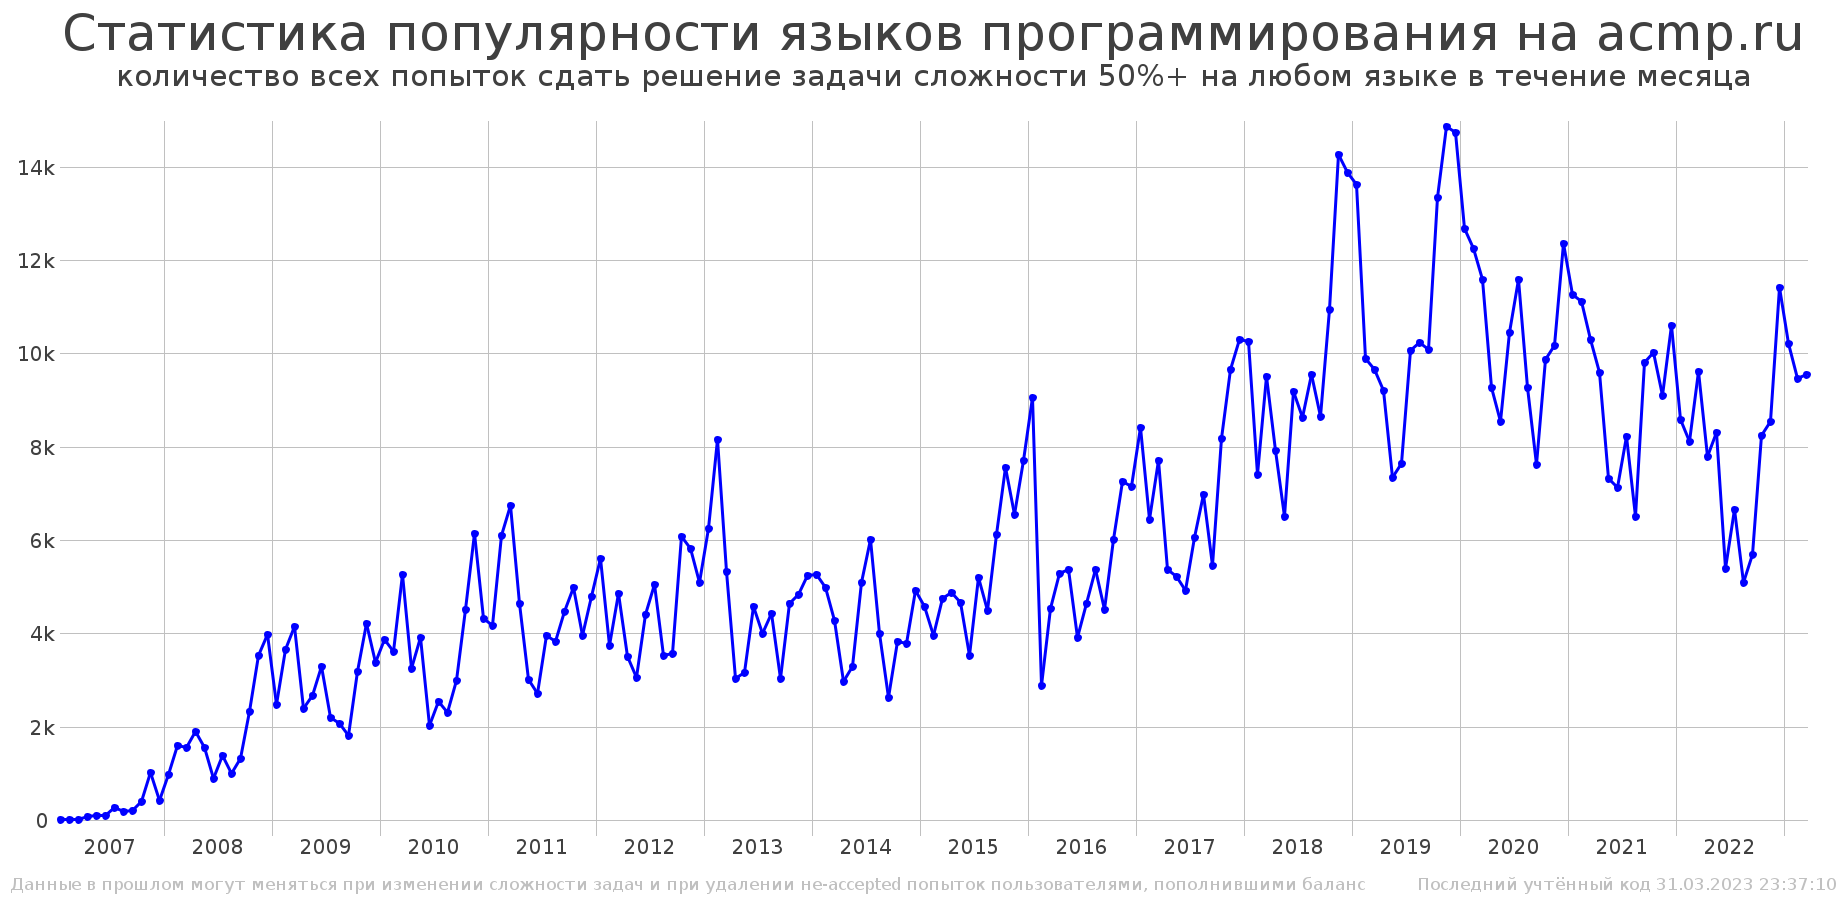 Статистика популярности языков программирования на acmp.ru
количество всех попыток сдать решение задачи сложности 50%+ на любом языке в течение месяца
14k
12k
10k
8k
6k
4k
2k
0
2007 2008 2009 2010 2011 2012 2013 2014 2015 2016 2017 2018 2019 2020 2021 2022
Данные в прошлом могут меняться при изменении сложности задач и при удалении не-accepted попыток пользователями, пополнившими баланс
Последний учтённый код 31.03.2023 23:37:10